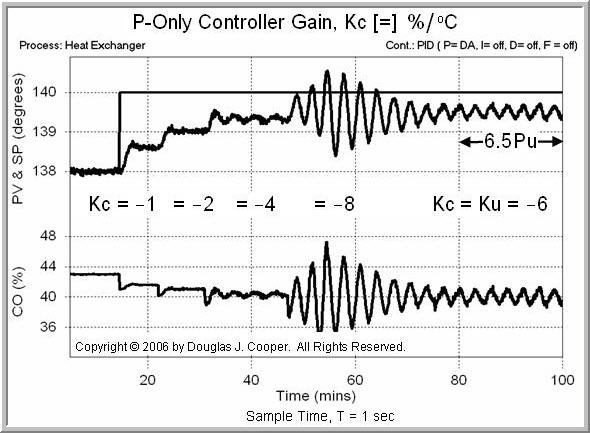 P-Only Controller Gain, Kc [=] %/°C
Process: Heat Exchanger
Cont.: PID ( P= DA, I= off, D= off, F = off)
PV & SP (degrees)
140
139
138
6.5Pu
Kc = −1 = −2 = −4 = −8 Kc = Ku = −6
CO (%)
48
44
40
36
Copyright © 2006 by Douglas J. Cooper. All Rights Reserved.
20 40 60 80 100
Time (mins)
Sample Time, T = 1 sec